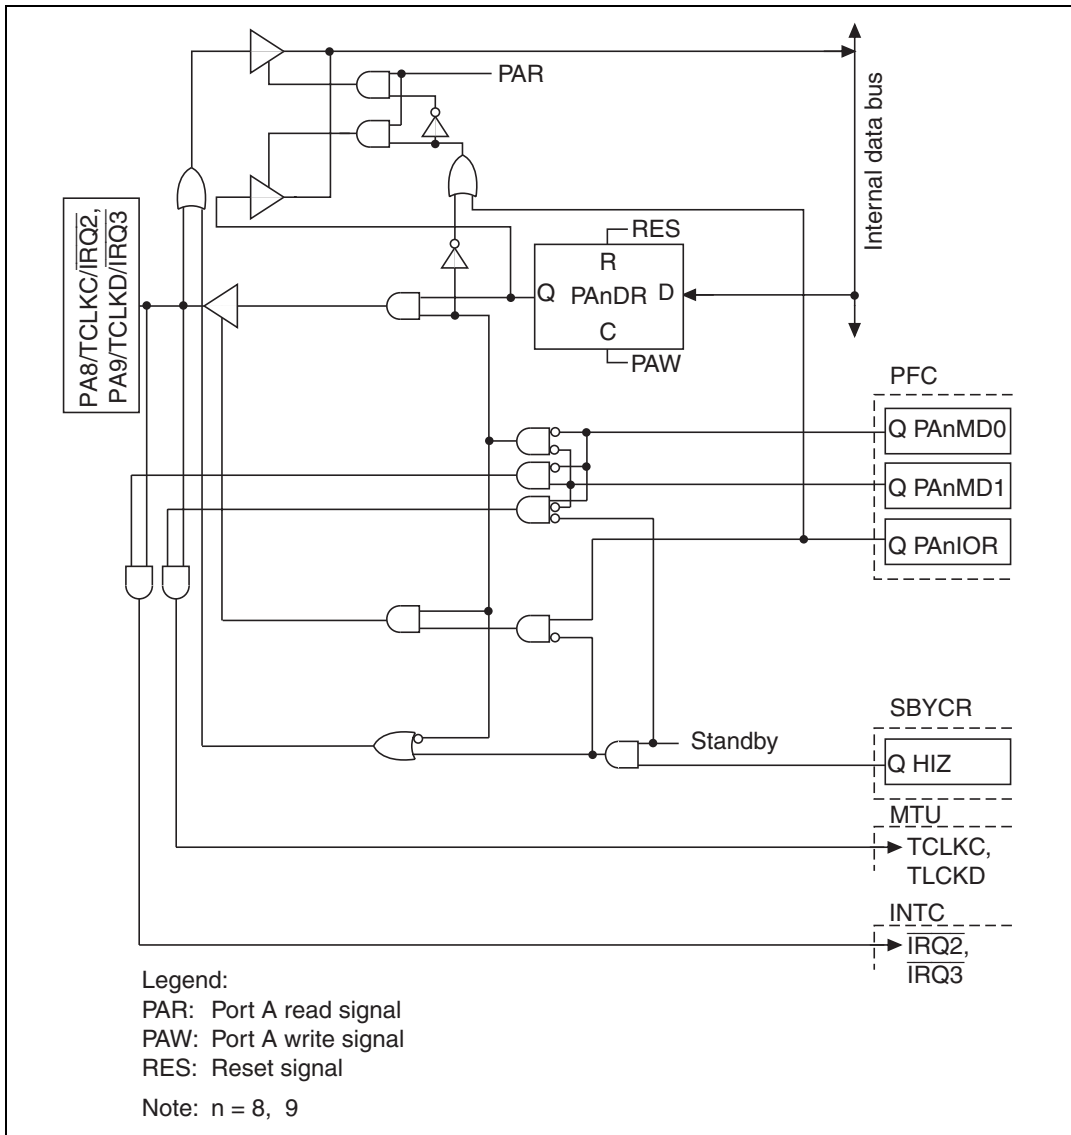 PAR
Internal data bus
PA8/TCLKC/IRQ2,
PA9/TCLKD/IRQ3
RES
R
Q PAnDR D
C
PAW
PFC
Q PAnMD0
Q PAnMD1
Q PAnIOR
SBYCR
Standby
Q HIZ
MTU
TCLKC,
TLCKD
INTC
IRQ2,
IRQ3
Legend:
PAR: Port A read signal
PAW: Port A write signal
RES: Reset signal
Note: n = 8, 9